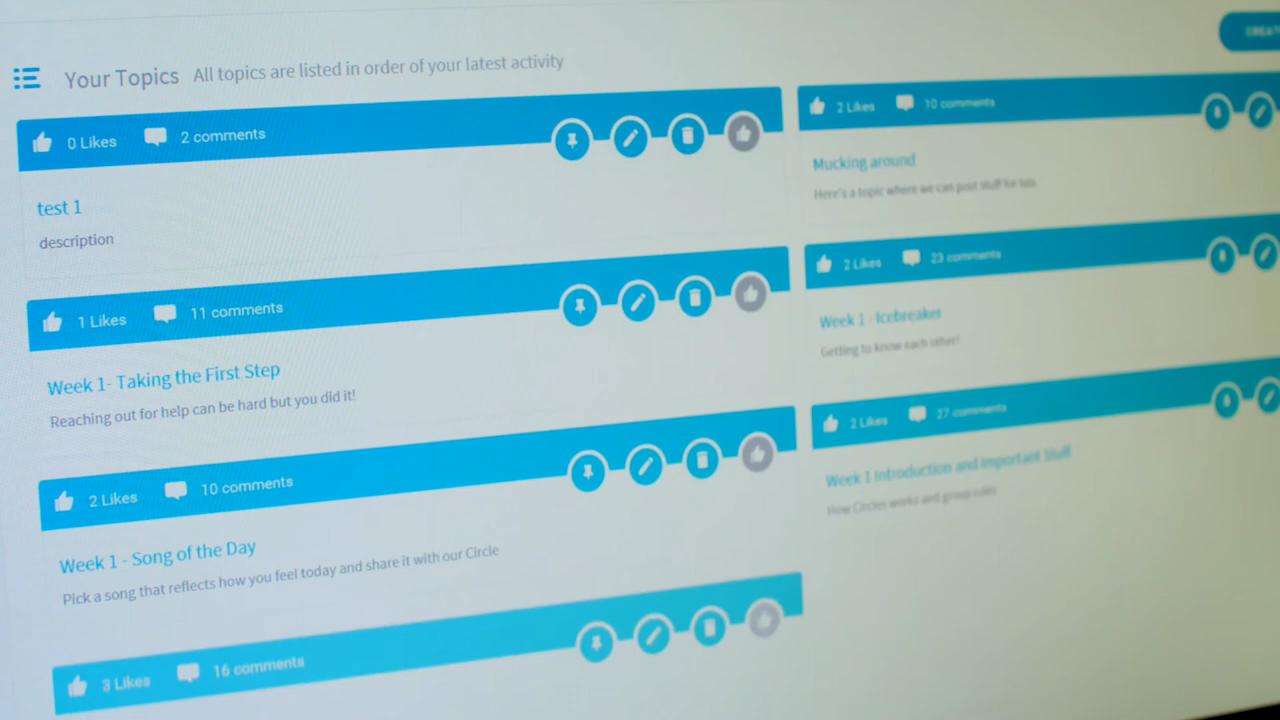 Your Topics All topics are listed in order of your latest activity
0 Likes 2 comments
test 1
description
1 Likes 11 comments
Week 1- Taking the First Step
Reaching out for help can be hard but you did it!
2 Likes 10 comments
Week 1 - Song of the Day
Pick a song that reflects how you feel today and share it with our Circle
3 Likes 16 comments
2 Likes 10 comments
Mucking around
Here's a topic where we can post stuff for lols
2 Likes 23 comments
Week 1 - Icebreaker
Getting to know each other!
2 Likes 27 comments
Week 1 Introduction and Important Stuff
How Circles works and group rules